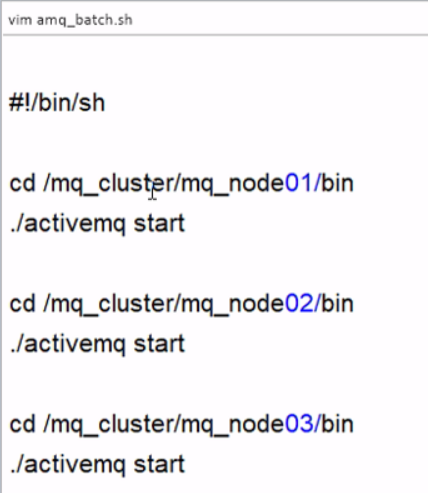 vim amq_batch.sh
#!/bin/sh
cd /mq_cluster/mq_node01/bin
./activemq start
cd /mq_cluster/mq_node02/bin
./activemq start
cd /mq_cluster/mq_node03/bin
./activemq start